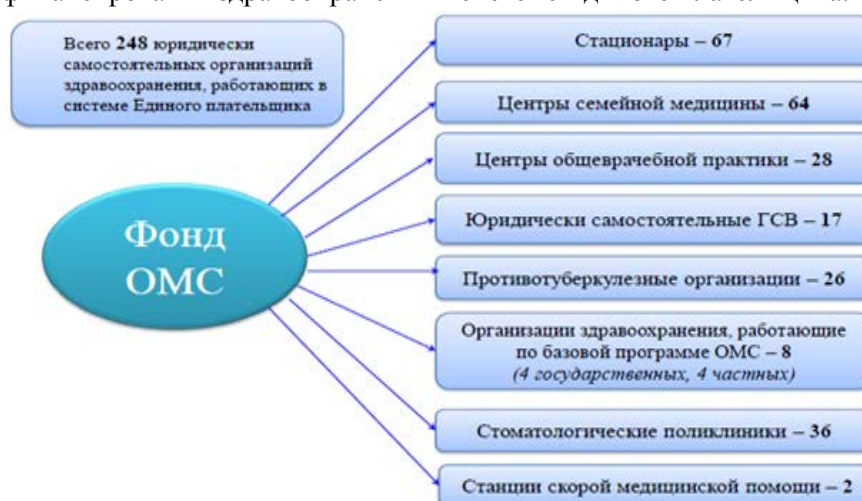 Всего 248 юридически
самостоятельных организаций
здравоохранения, работающих в
системе Единого плательщика
Фонд
ОМС
Стационары – 67
Центры семейной медицины – 64
Центры общеврачебной практики – 28
Юридически самостоятельные ГСВ – 17
Противотуберкулезные организации – 26
Организации здравоохранения, работающие
по базовой программе ОМС – 8
(4 государственных, 4 частных)
Стоматологические поликлиники – 36
Станции скорой медицинской помощи – 2